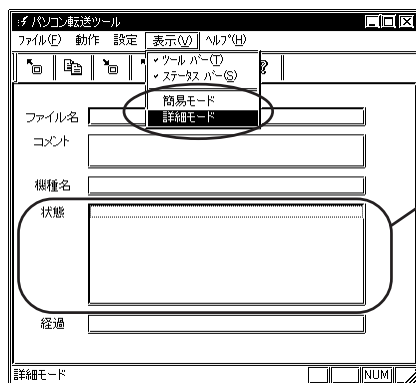 パソコン転送ツール
ファイル(F) 動作 設定 表示(V) ヘルプ(H)
✓ツール バー(T)
✓ステータス バー(S)
簡易モード
詳細モード
?
ファイル名
コメント
機種名
状態
経過
詳細モード NUM